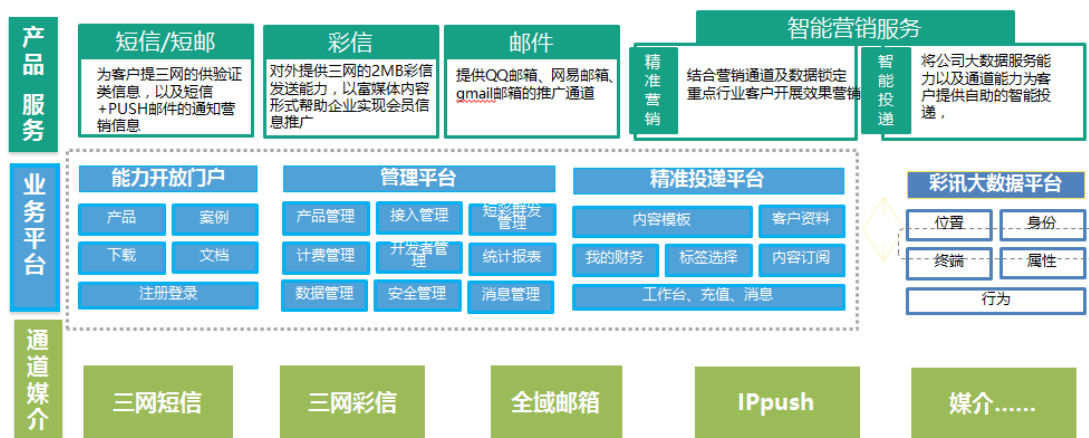 产品服务
短信/短邮
为客户提三网的供验证
类信息，以及短信
+PUSH邮件的通知营
销信息
彩信
对外提供三网的2MB彩信
发送能力，以富媒体内容
形式帮助企业实现会员信
息推广
邮件
提供QQ邮箱、网易邮箱、
gmail邮箱的推广通道
智能营销服务
精准营销
结合营销通道及数据锁定
重点行业客户开展效果营销
智能投递
将公司大数据服务能
力以及通道能力为客
户提供自助的智能投
递，
业务平台
能力开放门户
产品
案例
下载
文档
注册登录
管理平台
产品管理
接入管理
短彩群发
管理
计费管理
开发者管
理
统计报表
数据管理
安全管理
消息管理
精准投递平台
内容模板
客户资料
我的财务
标签选择
内容订阅
工作台、充值、消息
彩讯大数据平台
位置
身份
终端
属性
行为
通道媒介
三网短信
三网彩信
全域邮箱
IPpush
媒介......